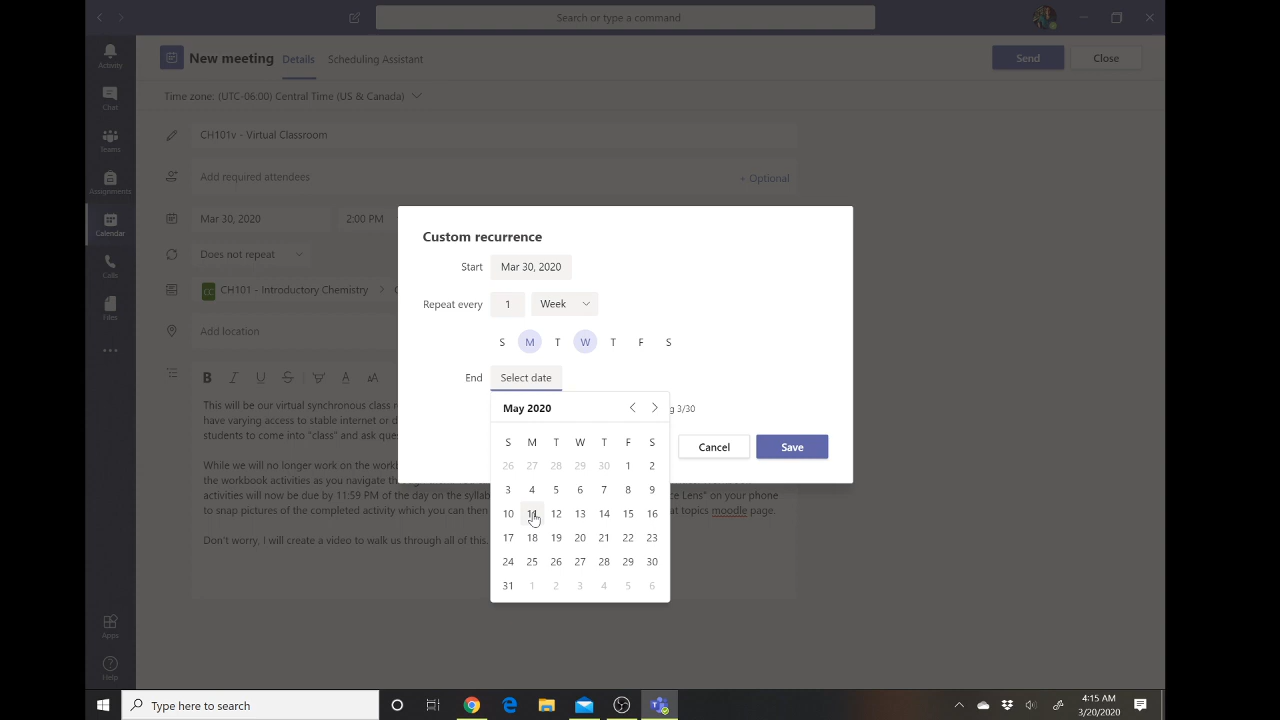 Search or type a command
Activity
Chat
Teams
Assignments
Calendar
Calls
Files
Apps
Help
New meeting Details Scheduling Assistant
Send Close
Time zone: (UTC-06:00) Central Time (US & Canada)
CH101v - Virtual Classroom
Add required attendees + Optional
Mar 30, 2020 2:00 PM
Does not repeat
CC CH101 - Introductory Chemistry >
Add location
B I U S A AA
This will be our virtual synchronous class
have varying access to stable internet or
students to come into "class" and ask
While we will no longer work on the
the workbook activities as you navigate
activities will now be due by 11:59 PM of the day on the Lens" on your phone
to snap pictures of the completed activity which you can then topics moodle page.
Don't worry, I will create a video to walk us through all of this.
Custom recurrence
Start Mar 30, 2020
Repeat every 1 Week
S M T W T F S
End Select date
3/30
Cancel Save
May 2020
S M T W T F S
26 27 28 29 30 1 2
3 4 5 6 7 8 9
10 11 12 13 14 15 16
17 18 19 20 21 22 23
24 25 26 27 28 29 30
31 1 2 3 4 5 6
Type here to search
4:15 AM
3/20/2020